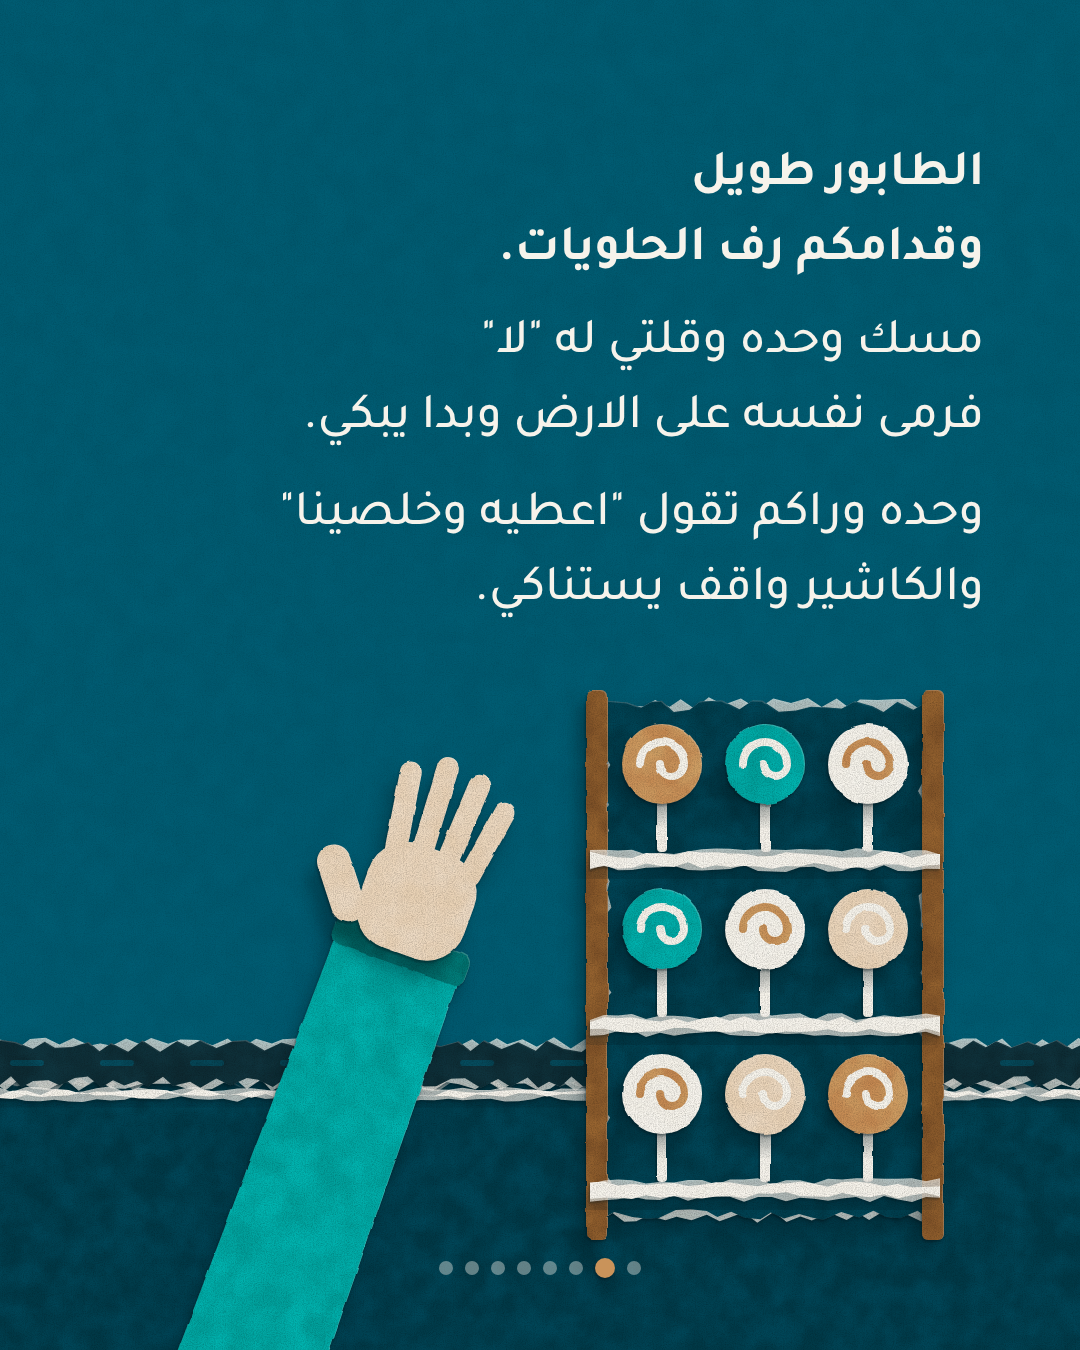 الطابور طويل
وقدامكم رف الحلويات.
مسك وحده وقلتي له "لا"
فرمى نفسه على الارض وبدا يبكي.
وحده وراكم تقول "اعطيه وخلصينا"
والكاشير واقف يستناكي.